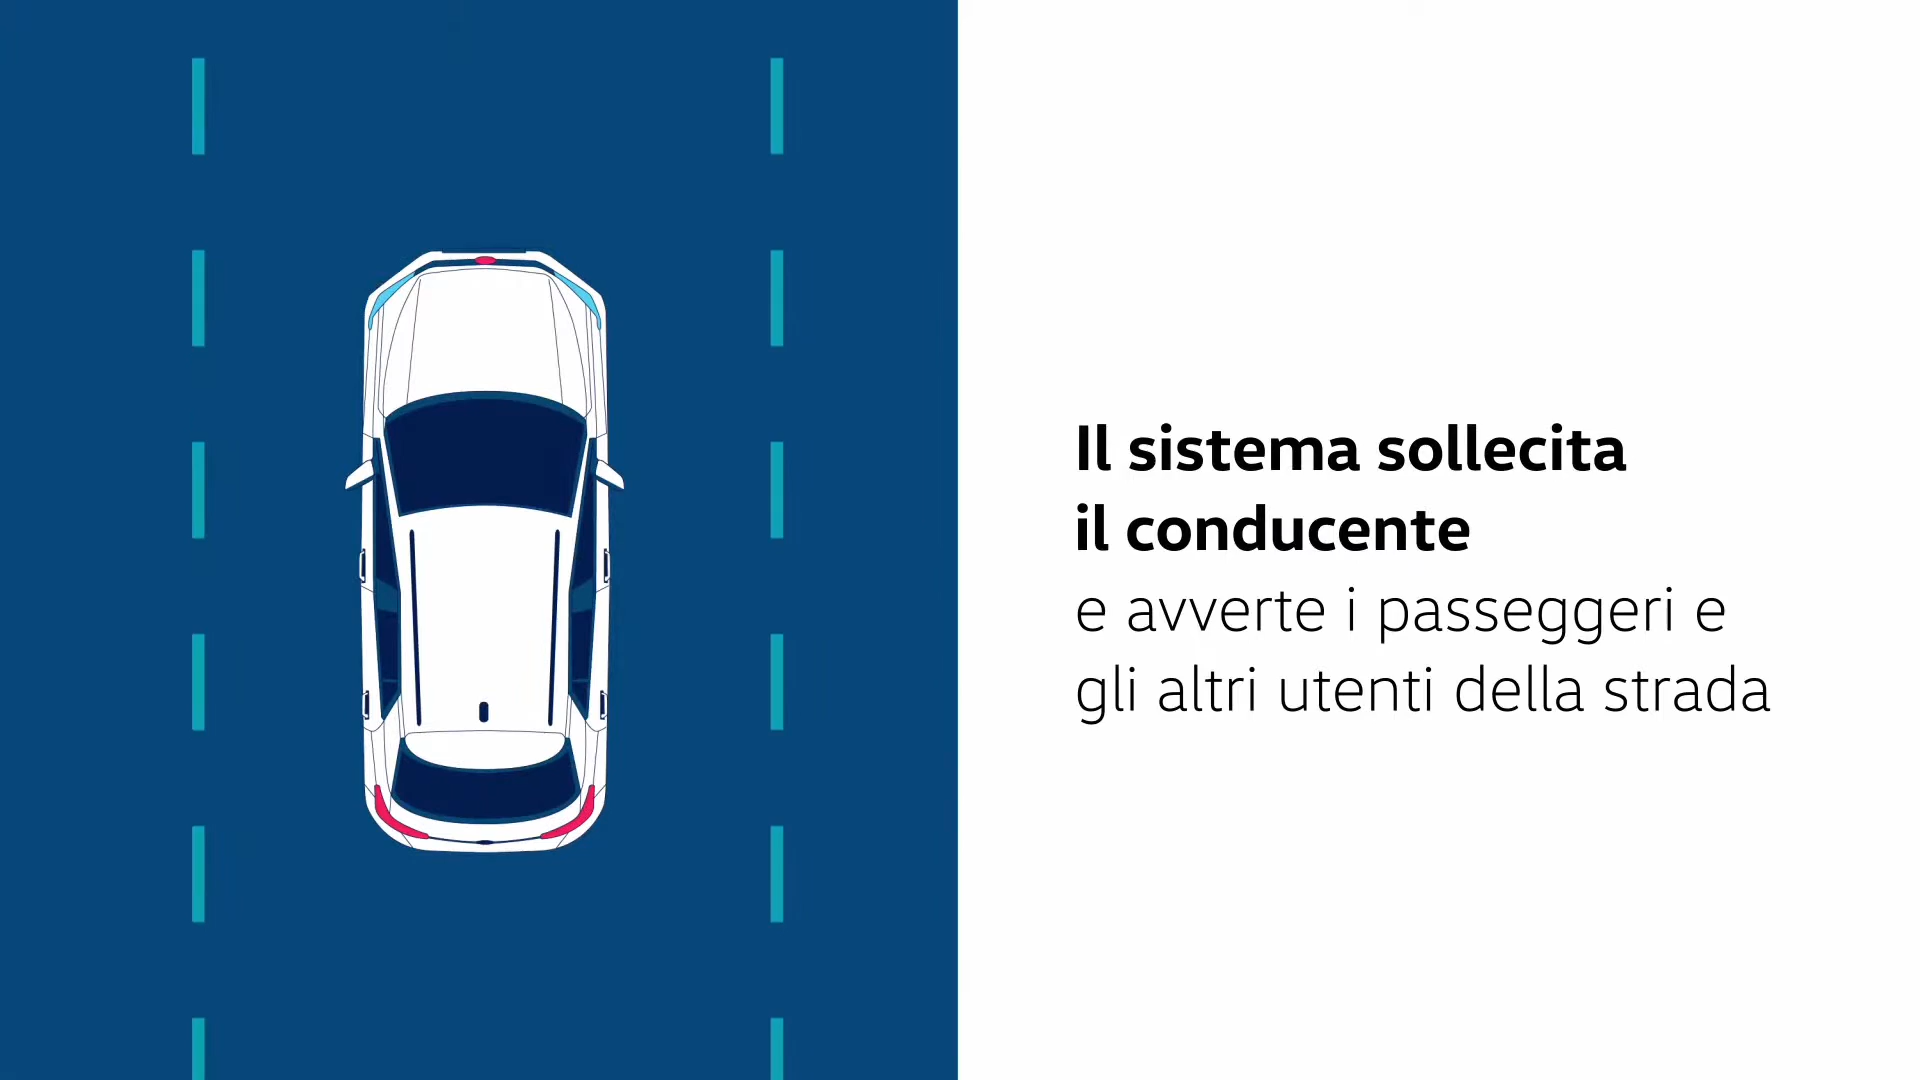 Il sistema sollecita
il conducente
e avverte i passeggeri e
gli altri utenti della strada